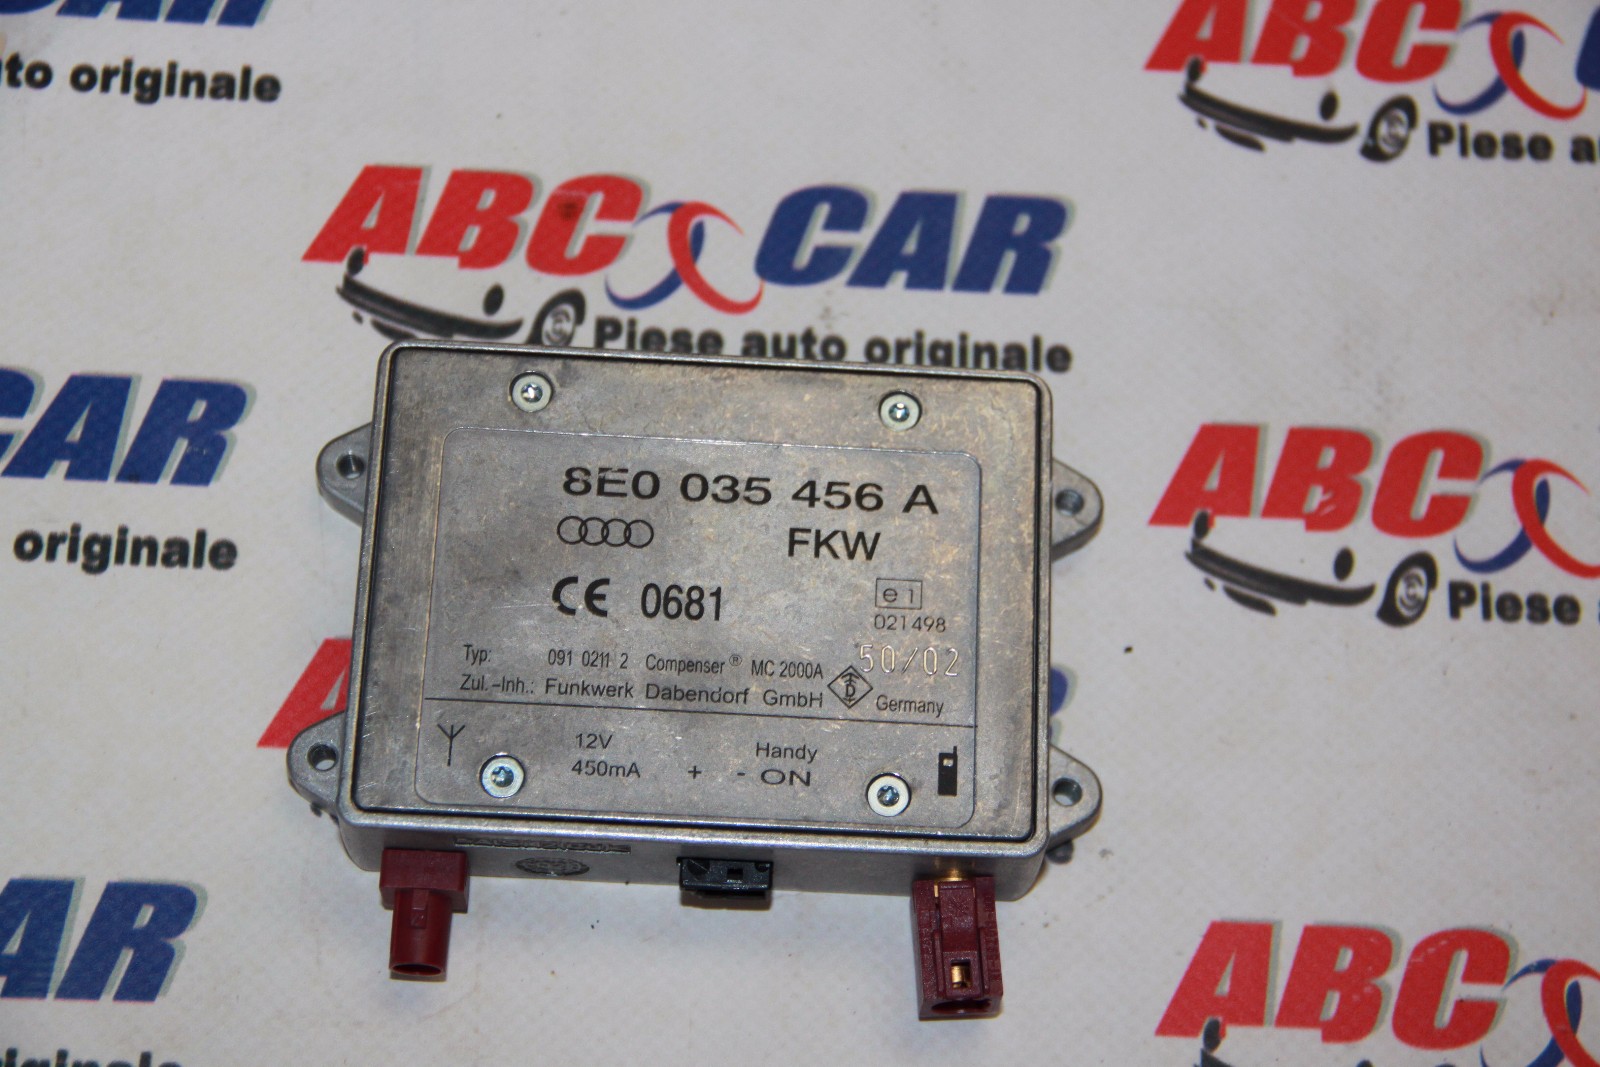 CAR
to originale
ABC CAR
Piese auto originale
ABC
Piese a
CAR
originale
ABC
Piese
8E0 035 456 A
FKW
CE 0681
e1
021498
50/02
Typ: 091 0211 2 Compenser® MC 2000A
Zul.-Inh.: Funkwerk Dabendorf GmbH D Germany
12V
450mA + -
Handy
ON
CAR
originale
ABC